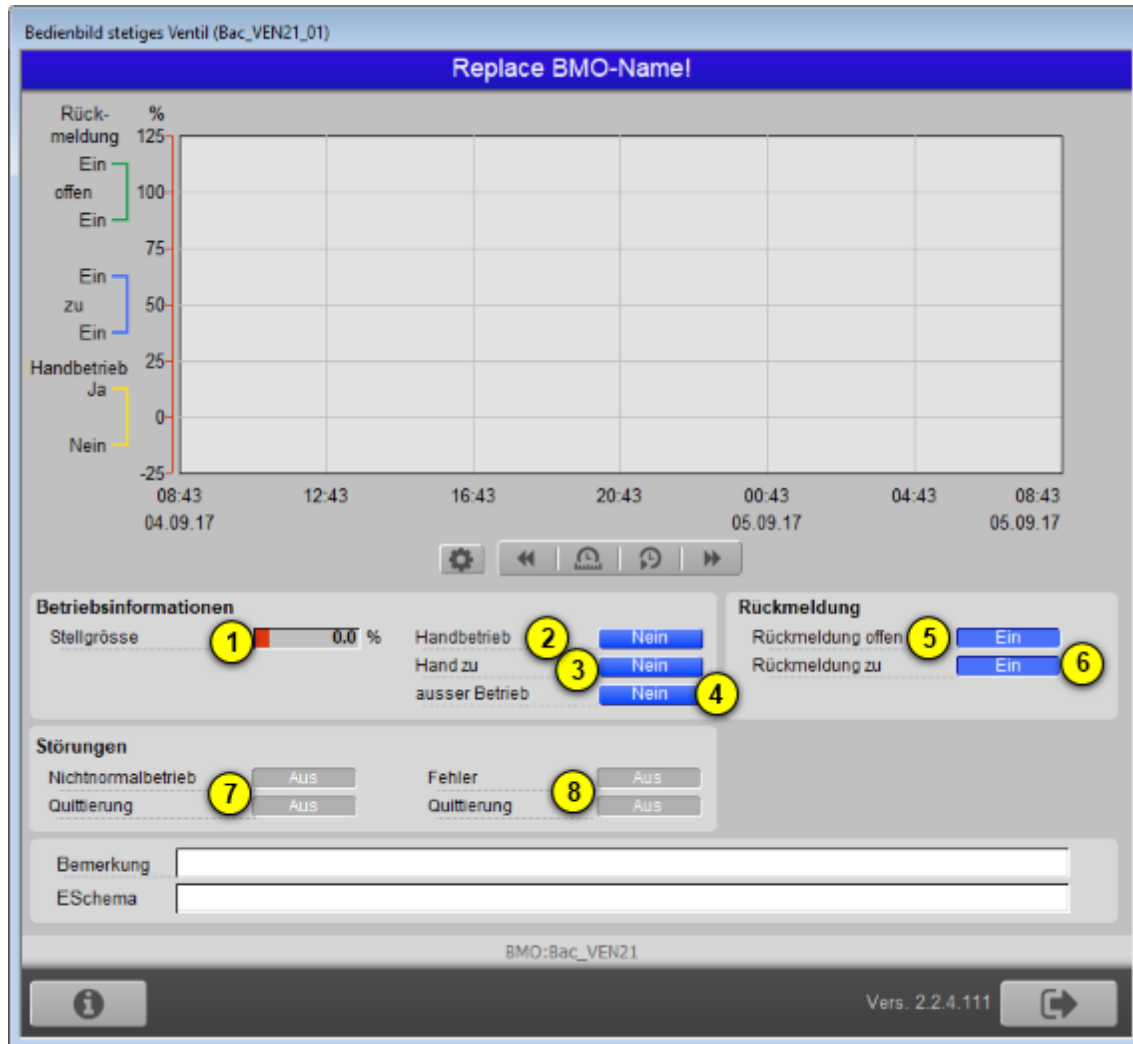 Bedienbild stetiges Ventil (Bac_VEN21_01)
Replace BMO-Name!
Rück-
meldung
Ein
offen
Ein
Ein
zu
Ein
Handbetrieb
Ja
Nein
%
125
100
75
50
25
0
-25
08:43 12:43 16:43 20:43 00:43 04:43 08:43
04.09.17 05.09.17 05.09.17
Betriebsinformationen
Stellgrösse 1 0.0 %
Handbetrieb 2 Nein
Hand zu 3 Nein
ausser Betrieb Nein 4
Rückmeldung
Rückmeldung offen 5 Ein
Rückmeldung zu Ein 6
Störungen
Nichtnormalbetrieb Aus
Quittierung 7 Aus
Fehler Aus
Quittierung 8 Aus
Bemerkung
ESchema
BMO:Bac_VEN21
Vers. 2.2.4.111